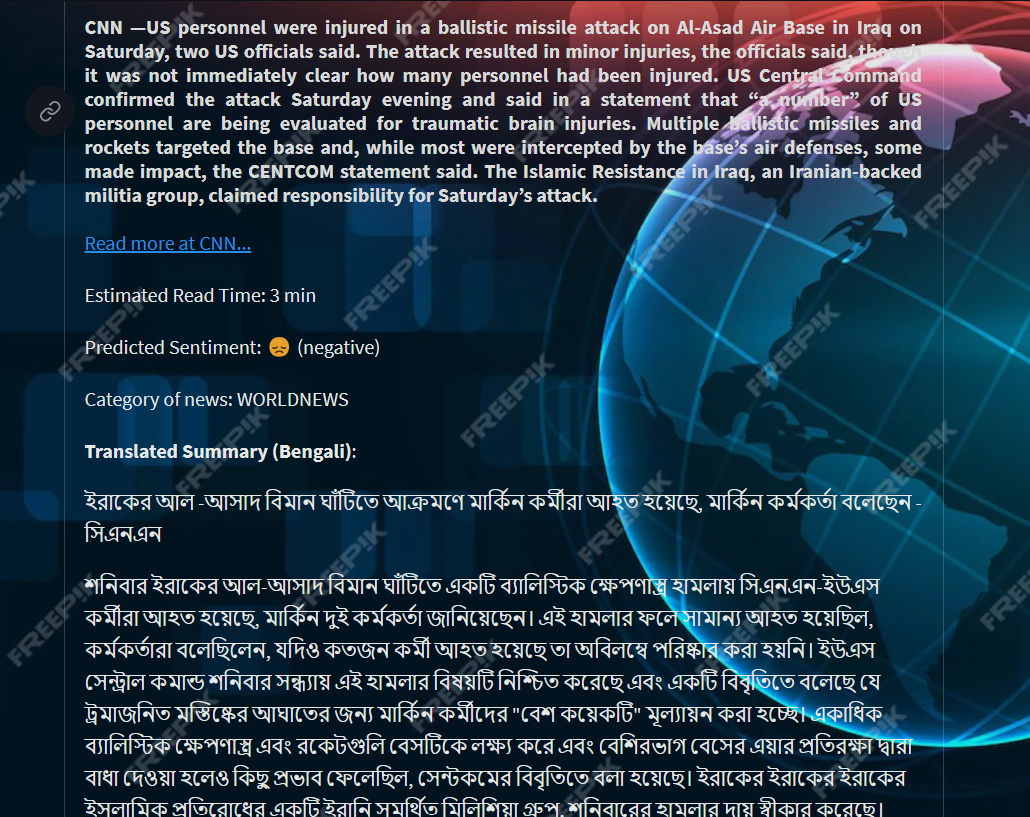 CNN —US personnel were injured in a ballistic missile attack on Al-Asad Air Base in Iraq on
Saturday, two US officials said. The attack resulted in minor injuries, the officials said, though
it was not immediately clear how many personnel had been injured. US Central Command
confirmed the attack Saturday evening and said in a statement that “a number” of US
personnel are being evaluated for traumatic brain injuries. Multiple ballistic missiles and
rockets targeted the base and, while most were intercepted by the base’s air defenses, some
made impact, the CENTCOM statement said. The Islamic Resistance in Iraq, an Iranian-backed
militia group, claimed responsibility for Saturday’s attack.
Read more at CNN...
Estimated Read Time: 3 min
Predicted Sentiment: 😞 (negative)
Category of news: WORLDNEWS
Translated Summary (Bengali):
ইরাকের আল -আসাদ বিমান ঘাঁটিতে আক্রমণে মার্কিন কর্মীরা আহত হয়েছে, মার্কিন কর্মকর্তা বলেছেন -
সিএনএন
শনিবার ইরাকের আল-আসাদ বিমান ঘাঁটিতে একটি ব্যালিস্টিক ক্ষেপণাস্ত্র হামলায় সিএনএন-ইউএস
কর্মীরা আহত হয়েছে, মার্কিন দুই কর্মকর্তা জানিয়েছেন। এই হামলার ফলে সামান্য আহত হয়েছিল,
কর্মকর্তারা বলেছিলেন, যদিও কতজন কর্মী আহত হয়েছে তা অবিলম্বে পরিষ্কার করা হয়নি। ইউএস
সেন্ট্রাল কমান্ড শনিবার সন্ধ্যায় এই হামলার বিষয়টি নিশ্চিত করেছে এবং একটি বিবৃতিতে বলেছে যে
ট্রমাজনিত মস্তিষ্কের আঘাতের জন্য মার্কিন কর্মীদের "বেশ কয়েকটি" মূল্যায়ন করা হচ্ছে। একাধিক
ব্যালিস্টিক ক্ষেপণাস্ত্র এবং রকেটগুলি বেসটিকে লক্ষ্য করে এবং বেশিরভাগ বেসের এয়ার প্রতিরক্ষা দ্বারা
বাধা দেওয়া হলেও কিছু প্রভাব ফেলেছিল, সেন্টকমের বিবৃতিতে বলা হয়েছে। ইরাকের ইরাকের ইরাকের
ইসলামিক প্রতিরোধের একটি ইরানি সমর্থিত মিলিশিয়া গ্রুপ, শনিবারের হামলার দায় স্বীকার করেছে।